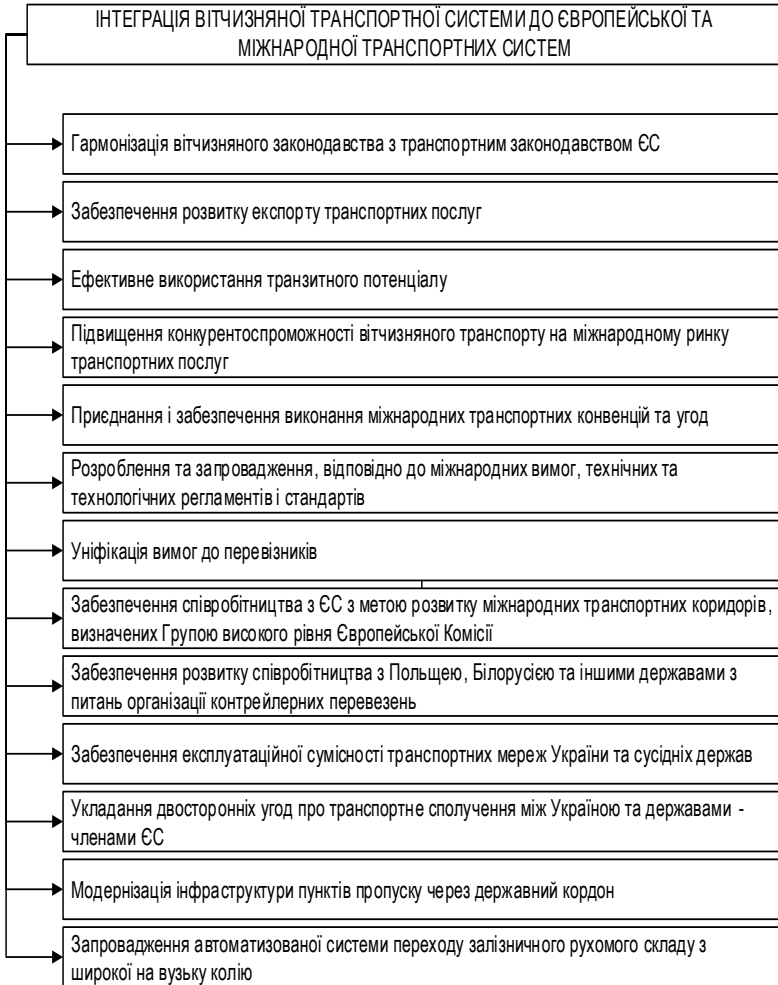 ІНТЕГРАЦІЯ ВІТЧИЗНЯНОЇ ТРАНСПОРТНОЇ СИСТЕМИ ДО ЄВРОПЕЙСЬКОЇ ТА
МІЖНАРОДНОЇ ТРАНСПОРТНИХ СИСТЕМ
Гармонізація вітчизняного законодавства з транспортним законодавством ЄС
Забезпечення розвитку експорту транспортних послуг
Ефективне використання транзитного потенціалу
Підвищення конкурентоспроможності вітчизняного транспорту на міжнародному ринку
транспортних послуг
Приєднання і забезпечення виконання міжнародних транспортних конвенцій та угод
Розроблення та запровадження, відповідно до міжнародних вимог, технічних та
технологічних регламентів і стандартів
Уніфікація вимог до перевізників
Забезпечення співробітництва з ЄС з метою розвитку міжнародних транспортних коридорів,
визначених Групою високого рівня Європейської Комісії
Забезпечення розвитку співробітництва з Польщею, Білорусією та іншими державами з
питань організації контрейлерних перевезень
Забезпечення експлуатаційної сумісності транспортних мереж України та сусідніх держав
Укладання двосторонніх угод про транспортне сполучення між Україною та державами -
членами ЄС
Модернізація інфраструктури пунктів пропуску через державний кордон
Запровадження автоматизованої системи переходу залізничного рухомого складу з
широкої на вузьку колію